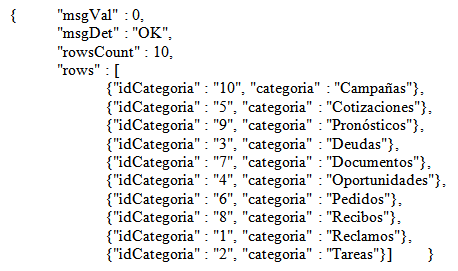 { "msgVal" : 0,
"msgDet" : "OK",
"rowsCount" : 10,
"rows" : [
{"idCategoria" : "10", "categoria" : "Campañas"},
{"idCategoria" : "5", "categoria" : "Cotizaciones"},
{"idCategoria" : "9", "categoria" : "Pronósticos"},
{"idCategoria" : "3", "categoria" : "Deudas"},
{"idCategoria" : "7", "categoria" : "Documentos"},
{"idCategoria" : "4", "categoria" : "Oportunidades"},
{"idCategoria" : "6", "categoria" : "Pedidos"},
{"idCategoria" : "8", "categoria" : "Recibos"},
{"idCategoria" : "1", "categoria" : "Reclamos"},
{"idCategoria" : "2", "categoria" : "Tareas"}] }